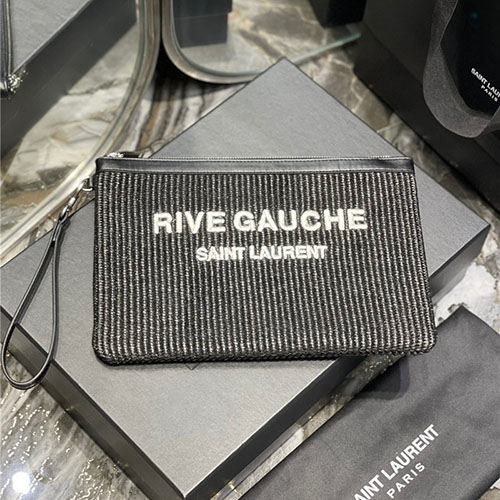 SAINT LAURENT
PARIS
RIVE GAUCHE
SAINT LAURENT
SAINT LAURENT
PARIS